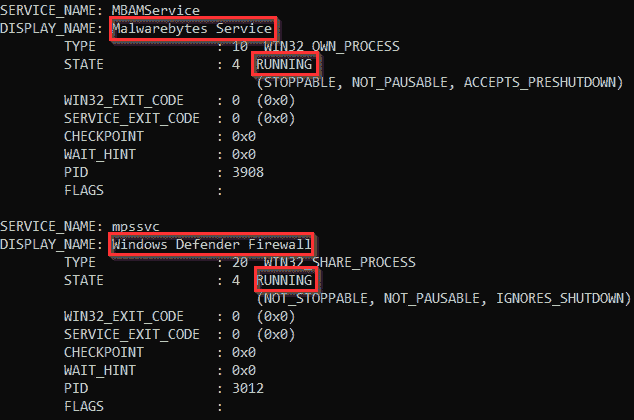 SERVICE_NAME: MBAMService
DISPLAY_NAME: Malwarebytes Service
TYPE : 10 WIN32_OWN_PROCESS
STATE : 4 RUNNING
(STOPPABLE, NOT_PAUSABLE, ACCEPTS_PRESHUTDOWN)
WIN32_EXIT_CODE : 0 (0x0)
SERVICE_EXIT_CODE : 0 (0x0)
CHECKPOINT : 0x0
WAIT_HINT : 0x0
PID : 3908
FLAGS :
SERVICE_NAME: mpssvc
DISPLAY_NAME: Windows Defender Firewall
TYPE : 20 WIN32_SHARE_PROCESS
STATE : 4 RUNNING
(NOT_STOPPABLE, NOT_PAUSABLE, IGNORES_SHUTDOWN)
WIN32_EXIT_CODE : 0 (0x0)
SERVICE_EXIT_CODE : 0 (0x0)
CHECKPOINT : 0x0
WAIT_HINT : 0x0
PID : 3012
FLAGS :